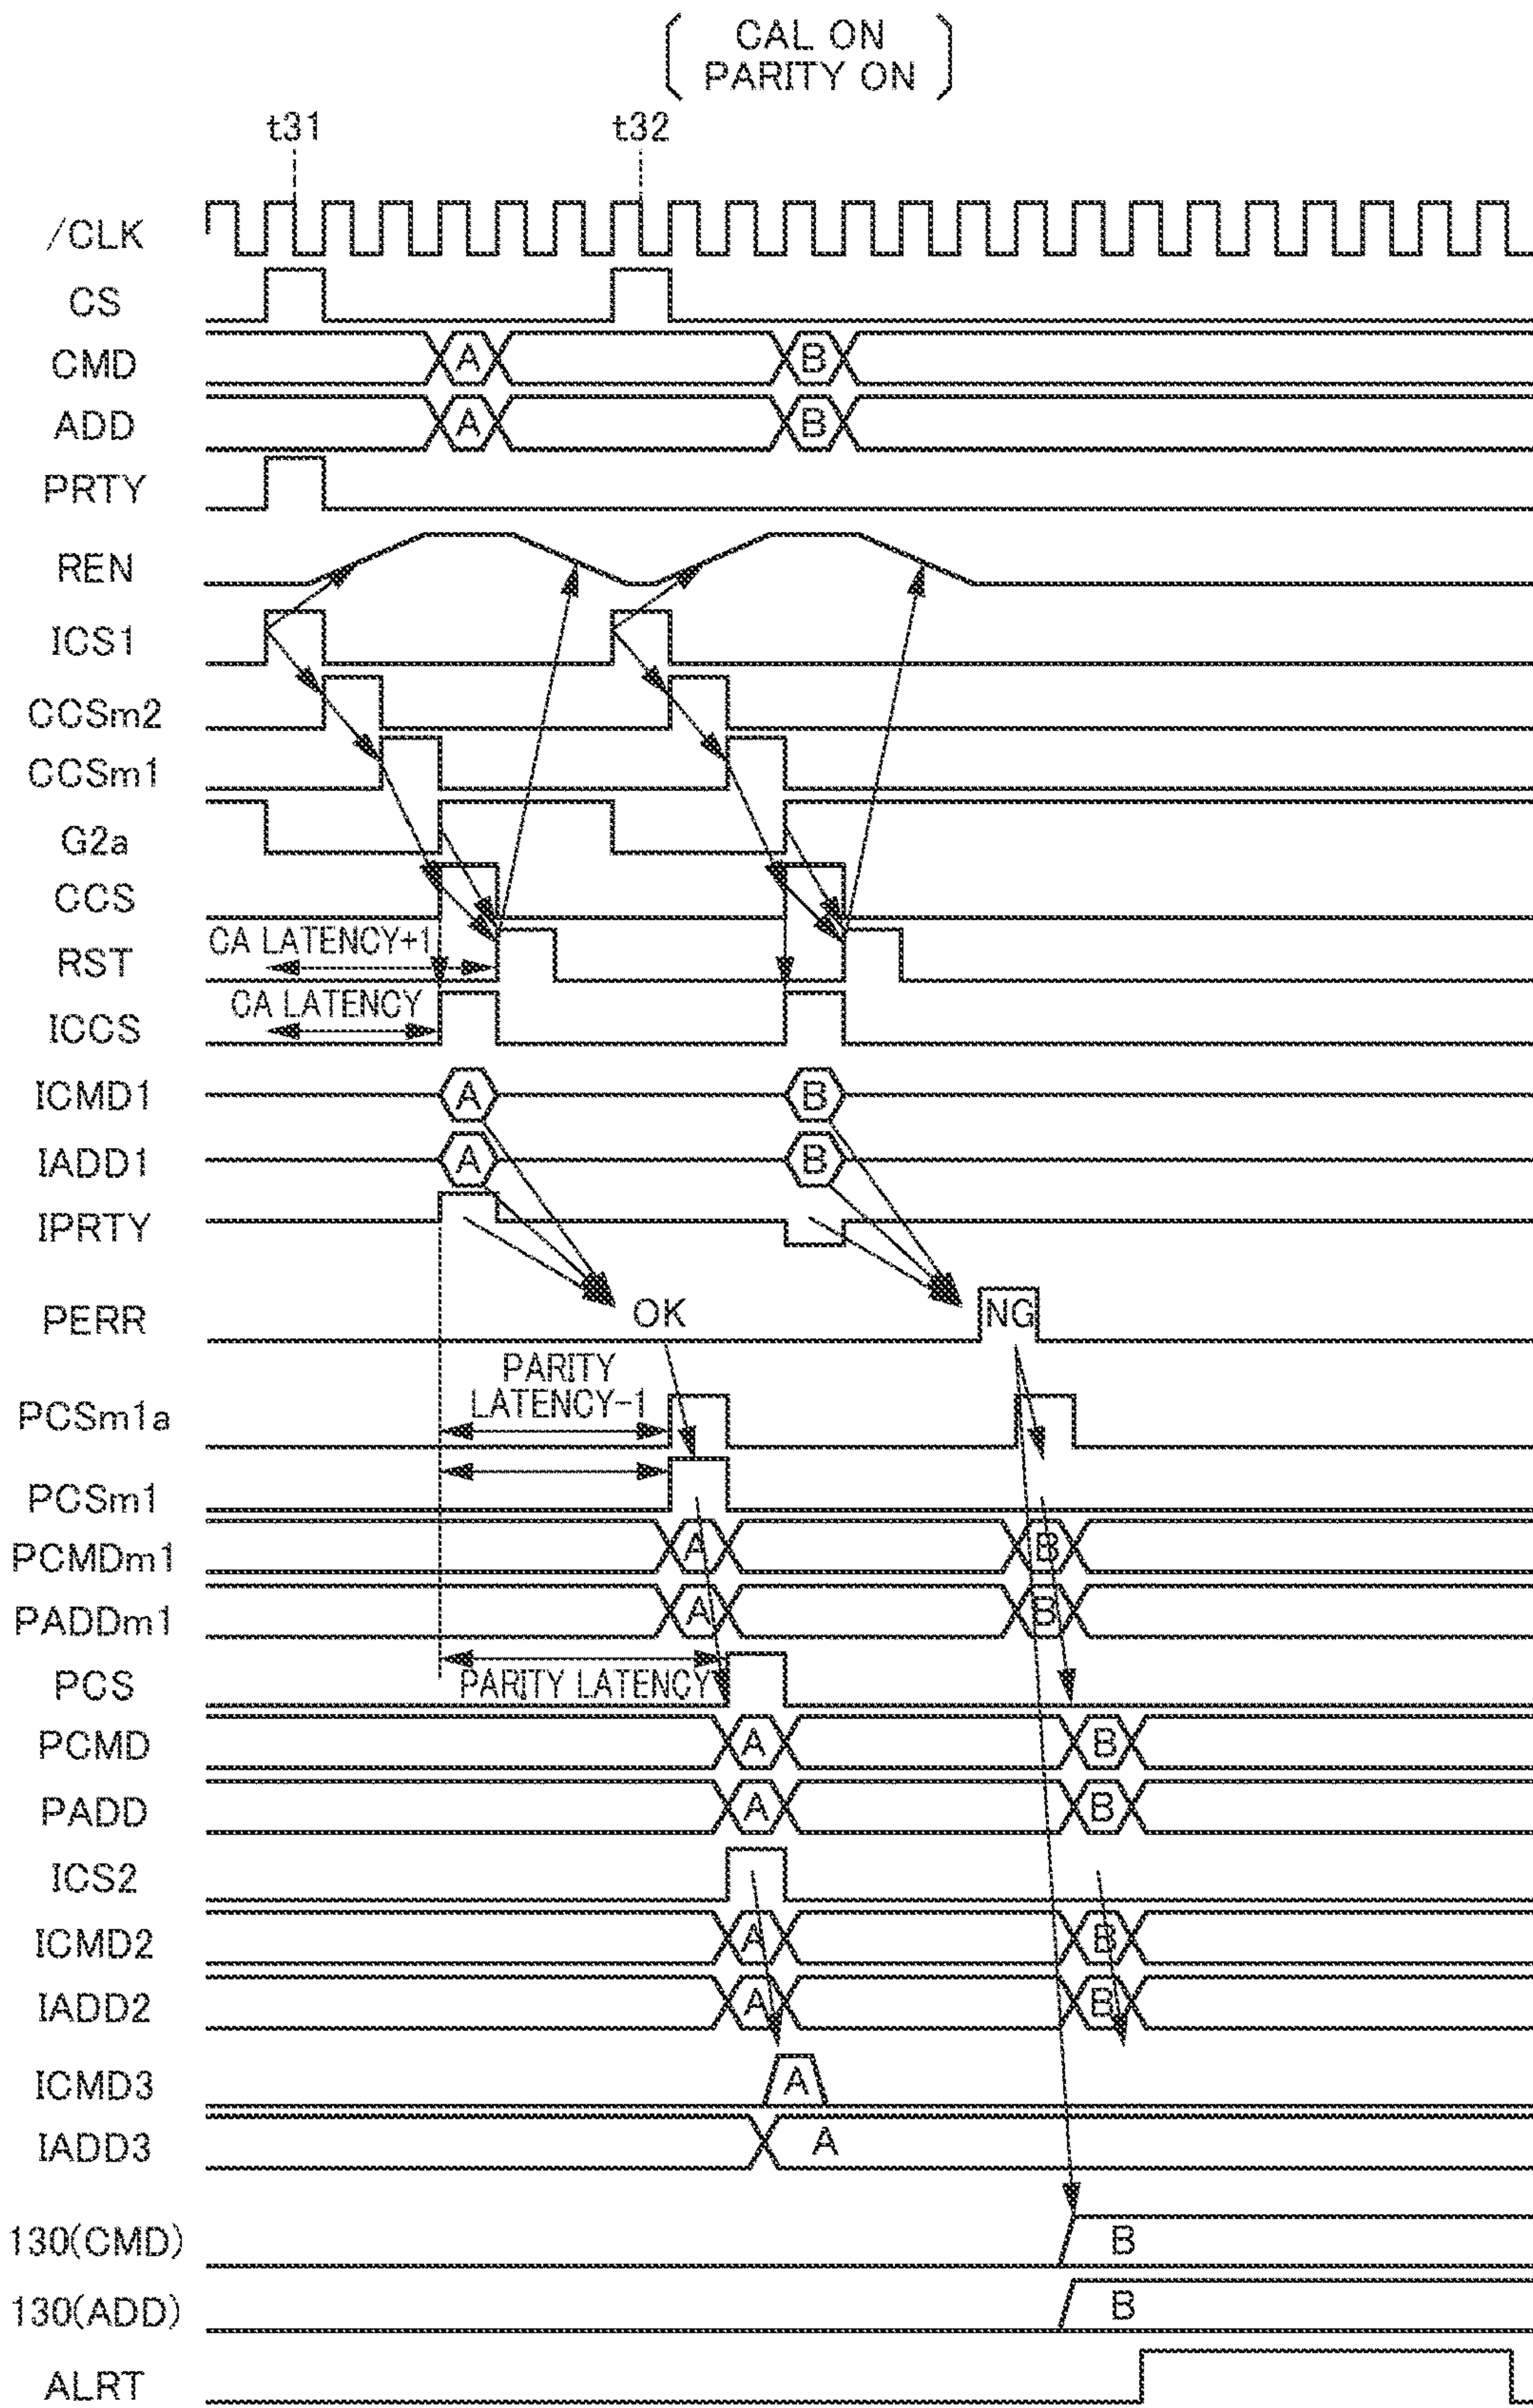 CAL ON
PARITY ON
t31 t32
/CLK
CS
CMD A B
ADD A B
PRTY
REN
ICS1
CCSm2
CCSm1
G2a
CCS
CA LATENCY+1
RST
CA LATENCY
ICCS
ICMD1 A B
IADD1 A B
IPRTY
PERR OK NG
PARITY
LATENCY-1
PCSm1a
PCSm1
PCMDm1 A B
PADDm1 A B
PCS PARITY LATENCY
PCMD A B
PADD A B
ICS2
ICMD2 A B
IADD2 A B
ICMD3 A
IADD3 A
130(CMD) B
130(ADD) B
ALRT